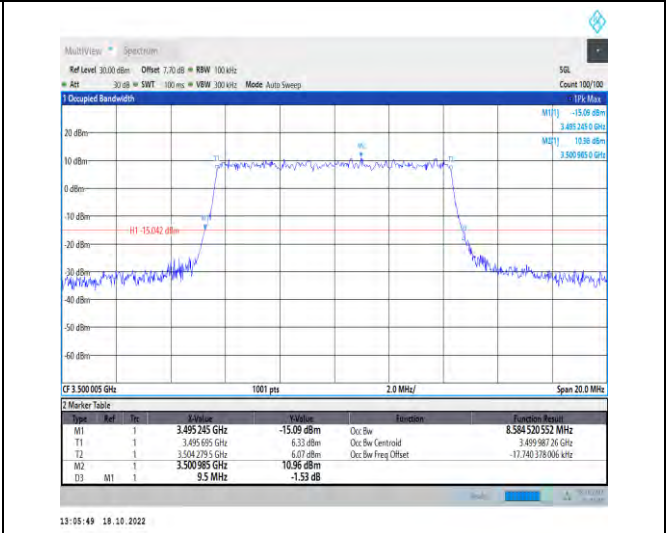 MultiView Spectrum
Ref Level 30.00 dBm Offset 7.70 dB RBW 100 kHz SGL
Att 30 dB SWT 100 ms VBW 300 kHz Mode Auto Sweep Count 100/100
1 Occupied Bandwidth 1Pk Max
M1[1] -15.09 dBm
3.495 245 0 GHz
20 dBm
M2[1] 10.96 dBm
3.500 985 0 GHz
M2
T1
10 dBm
0 dBm
-10 dBm
H1 -15.042 dBm
-20 dBm
-30 dBm
-40 dBm
-50 dBm
-60 dBm
CF 3.500 005 GHz 1001 pts 2.0 MHz/ Span 20.0 MHz
2 Marker Table
Type Ref Trc X-Value Y-Value Function Function Result
M1 1 3.495 245 GHz -15.09 dBm Occ Bw 8.584 520 552 MHz
T1 1 3.495 695 GHz 6.33 dBm Occ Bw Centroid 3.499 987 26 GHz
T2 1 3.504 279 5 GHz 6.07 dBm Occ Bw Freq Offset -17.740 378 006 kHz
M2 1 3.500 985 GHz 10.96 dBm
D3 M1 1 9.5 MHz -1.53 dB
13:05:49 18.10.2022